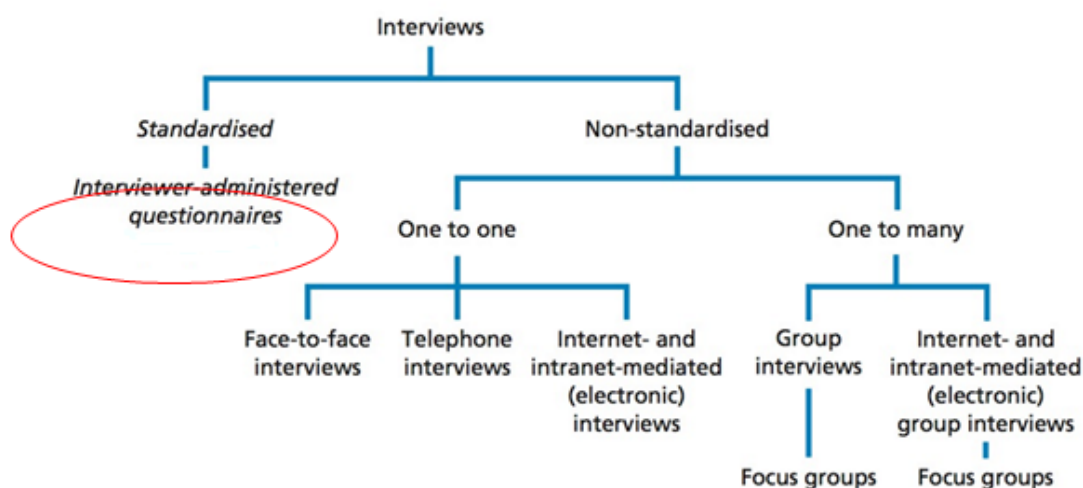 Interviews
Standardised
Non-standardised
Interviewer-administered
questionnaires
One to one
One to many
Face-to-face
interviews
Telephone
interviews
Internet- and
intranet-mediated
(electronic)
interviews
Group
interviews
Internet- and
intranet-mediated
(electronic)
group interviews
Focus groups
Focus groups